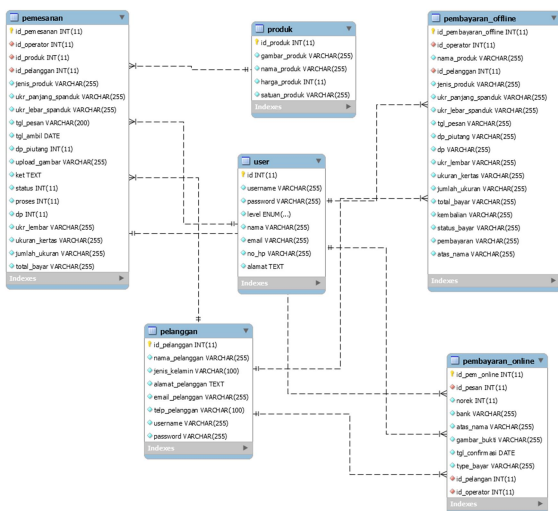 pemesanan
id_pemesanan INT(11)
id_operator INT(11)
id_produk INT(11)
id_pelanggan INT(11)
jenis_produk VARCHAR(255)
ukr_panjang_spanduk VARCHAR(255)
ukr_lebar_spanduk VARCHAR(255)
tgl_pesan VARCHAR(200)
tgl_ambil DATE
dp_piutang INT(11)
upload_gambar VARCHAR(255)
ket TEXT
status INT(11)
proses INT(11)
dp INT(11)
ukr_lembar VARCHAR(255)
ukuran_kertas VARCHAR(255)
jumlah_ukuran VARCHAR(255)
total_bayar VARCHAR(255)
Indexes
produk
id_produk INT(11)
gambar_produk VARCHAR(255)
nama_produk VARCHAR(255)
harga_produk INT(11)
satuan_produk VARCHAR(255)
Indexes
user
id INT(11)
username VARCHAR(255)
password VARCHAR(255)
level ENUM(...)
nama VARCHAR(255)
email VARCHAR(255)
no_hp VARCHAR(255)
alamat TEXT
Indexes
pelanggan
id_pelanggan INT(11)
nama_pelanggan VARCHAR(255)
jenis_kelamin VARCHAR(100)
alamat_pelanggan TEXT
email_pelanggan VARCHAR(255)
telp_pelanggan VARCHAR(100)
username VARCHAR(255)
password VARCHAR(255)
Indexes
pembayaran_offline
id_pembayaran_offline INT(11)
id_operator INT(11)
nama_produk VARCHAR(255)
id_pelanggan INT(11)
jenis_produk VARCHAR(255)
ukr_panjang_spanduk VARCHAR(255)
ukr_lebar_spanduk VARCHAR(255)
tgl_pesan VARCHAR(255)
dp_piutang VARCHAR(255)
dp VARCHAR(255)
ukr_lembar VARCHAR(255)
ukuran_kertas VARCHAR(255)
jumlah_ukuran VARCHAR(255)
total_bayar VARCHAR(255)
kembalian VARCHAR(255)
status_bayar VARCHAR(255)
pembayaran VARCHAR(255)
atas_nama VARCHAR(255)
Indexes
pembayaran_online
id_pem_online INT(11)
id_pesan INT(11)
norek INT(11)
bank VARCHAR(255)
atas_nama VARCHAR(255)
gambar_bukti VARCHAR(255)
tgl_confirmasi DATE
type_bayar VARCHAR(255)
id_pelangan INT(11)
id_operator INT(11)
Indexes